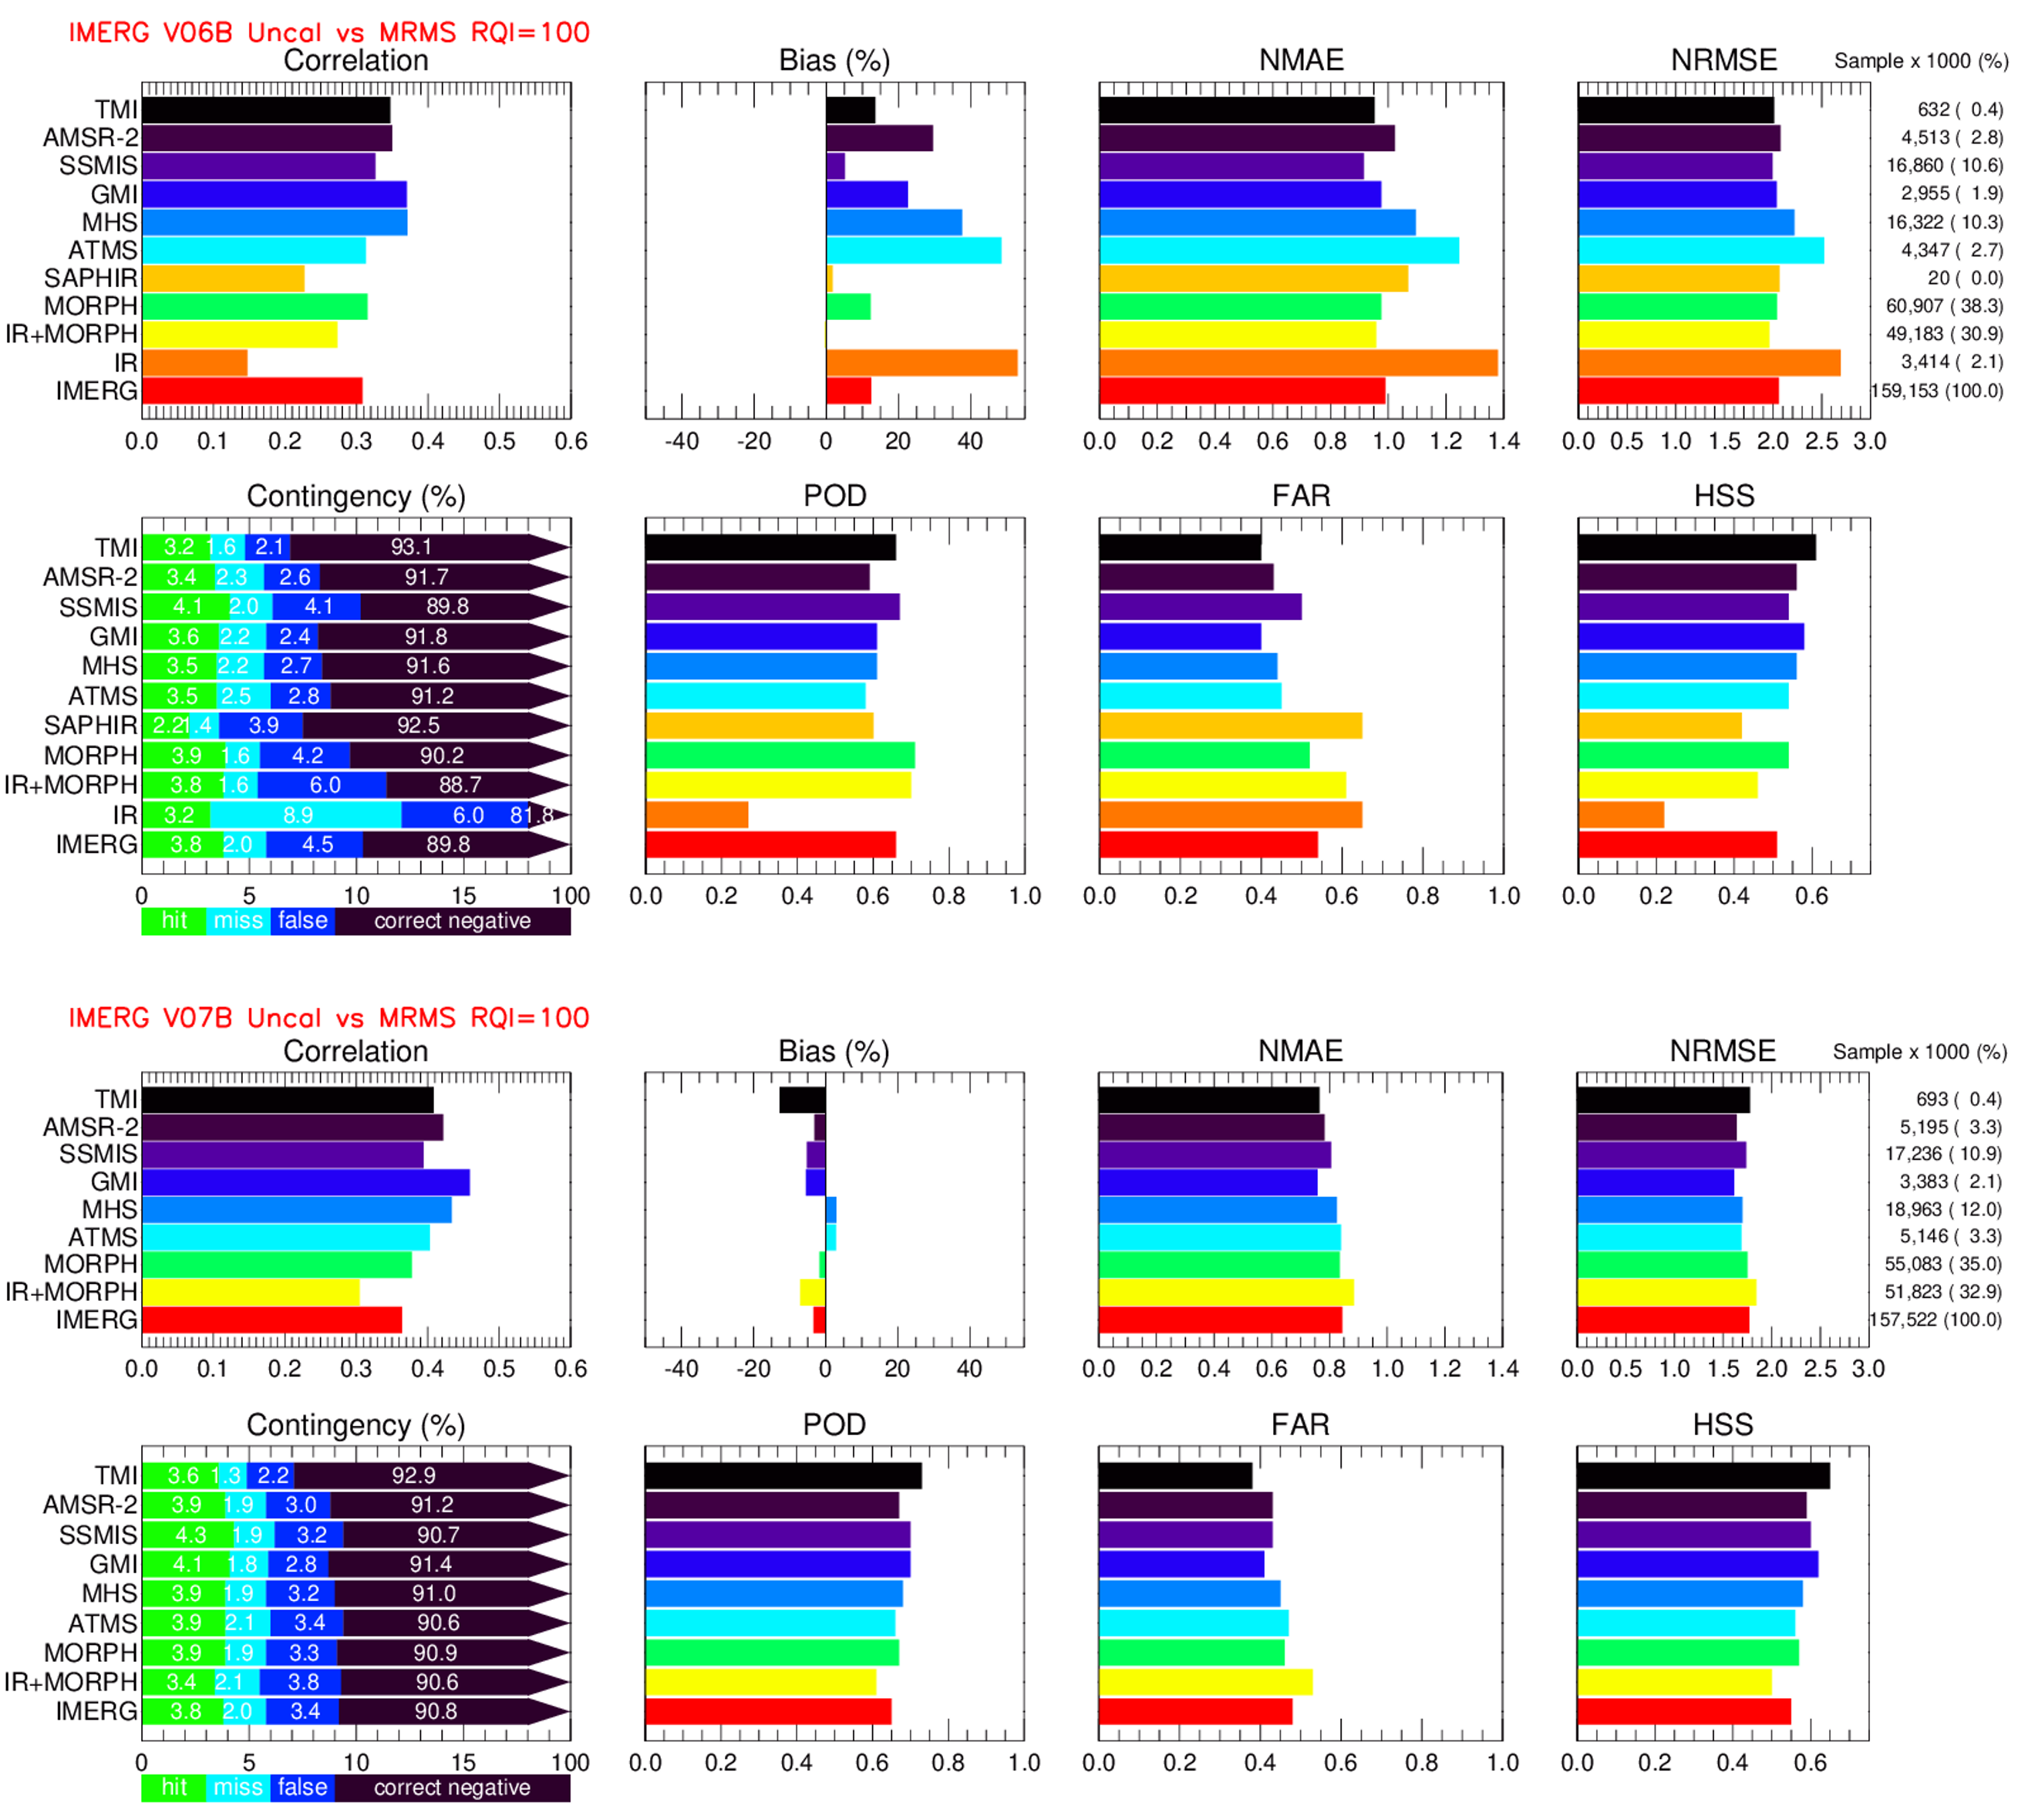 IMERG V06B Uncal vs MRMS RQI=100
Correlation Bias (%) NMAE NRMSE Sample x 1000 (%)
TMI 632 ( 0.4)
AMSR-2 4,513 ( 2.8)
SSMIS 16,860 ( 10.6)
GMI 2,955 ( 1.9)
MHS 16,322 ( 10.3)
ATMS 4,347 ( 2.7)
SAPHIR 20 ( 0.0)
MORPH 60,907 ( 38.3)
IR+MORPH 49,183 ( 30.9)
IR 3,414 ( 2.1)
IMERG 159,153 (100.0)
0.0 0.1 0.2 0.3 0.4 0.5 0.6 -40 -20 0 20 40 0.0 0.2 0.4 0.6 0.8 1.0 1.2 1.4 0.0 0.5 1.0 1.5 2.0 2.5 3.0
Contingency (%) POD FAR HSS
TMI 3.2 1.6 2.1 93.1
AMSR-2 3.4 2.3 2.6 91.7
SSMIS 4.1 2.0 4.1 89.8
GMI 3.6 2.2 2.4 91.8
MHS 3.5 2.2 2.7 91.6
ATMS 3.5 2.5 2.8 91.2
SAPHIR 2.2 1.4 3.9 92.5
MORPH 3.9 1.6 4.2 90.2
IR+MORPH 3.8 1.6 6.0 88.7
IR 3.2 8.9 6.0 81.8
IMERG 3.8 2.0 4.5 89.8
0 5 10 15 100 0.0 0.2 0.4 0.6 0.8 1.0 0.0 0.2 0.4 0.6 0.8 1.0 0.0 0.2 0.4 0.6
hit miss false correct negative
IMERG V07B Uncal vs MRMS RQI=100
Correlation Bias (%) NMAE NRMSE Sample x 1000 (%)
TMI 693 ( 0.4)
AMSR-2 5,195 ( 3.3)
SSMIS 17,236 ( 10.9)
GMI 3,383 ( 2.1)
MHS 18,963 ( 12.0)
ATMS 5,146 ( 3.3)
MORPH 55,083 ( 35.0)
IR+MORPH 51,823 ( 32.9)
IMERG 157,522 (100.0)
0.0 0.1 0.2 0.3 0.4 0.5 0.6 -40 -20 0 20 40 0.0 0.2 0.4 0.6 0.8 1.0 1.2 1.4 0.0 0.5 1.0 1.5 2.0 2.5 3.0
Contingency (%) POD FAR HSS
TMI 3.6 1.3 2.2 92.9
AMSR-2 3.9 1.9 3.0 91.2
SSMIS 4.3 1.9 3.2 90.7
GMI 4.1 1.8 2.8 91.4
MHS 3.9 1.9 3.2 91.0
ATMS 3.9 2.1 3.4 90.6
MORPH 3.9 1.9 3.3 90.9
IR+MORPH 3.4 2.1 3.8 90.6
IMERG 3.8 2.0 3.4 90.8
0 5 10 15 100 0.0 0.2 0.4 0.6 0.8 1.0 0.0 0.2 0.4 0.6 0.8 1.0 0.0 0.2 0.4 0.6
hit miss false correct negative